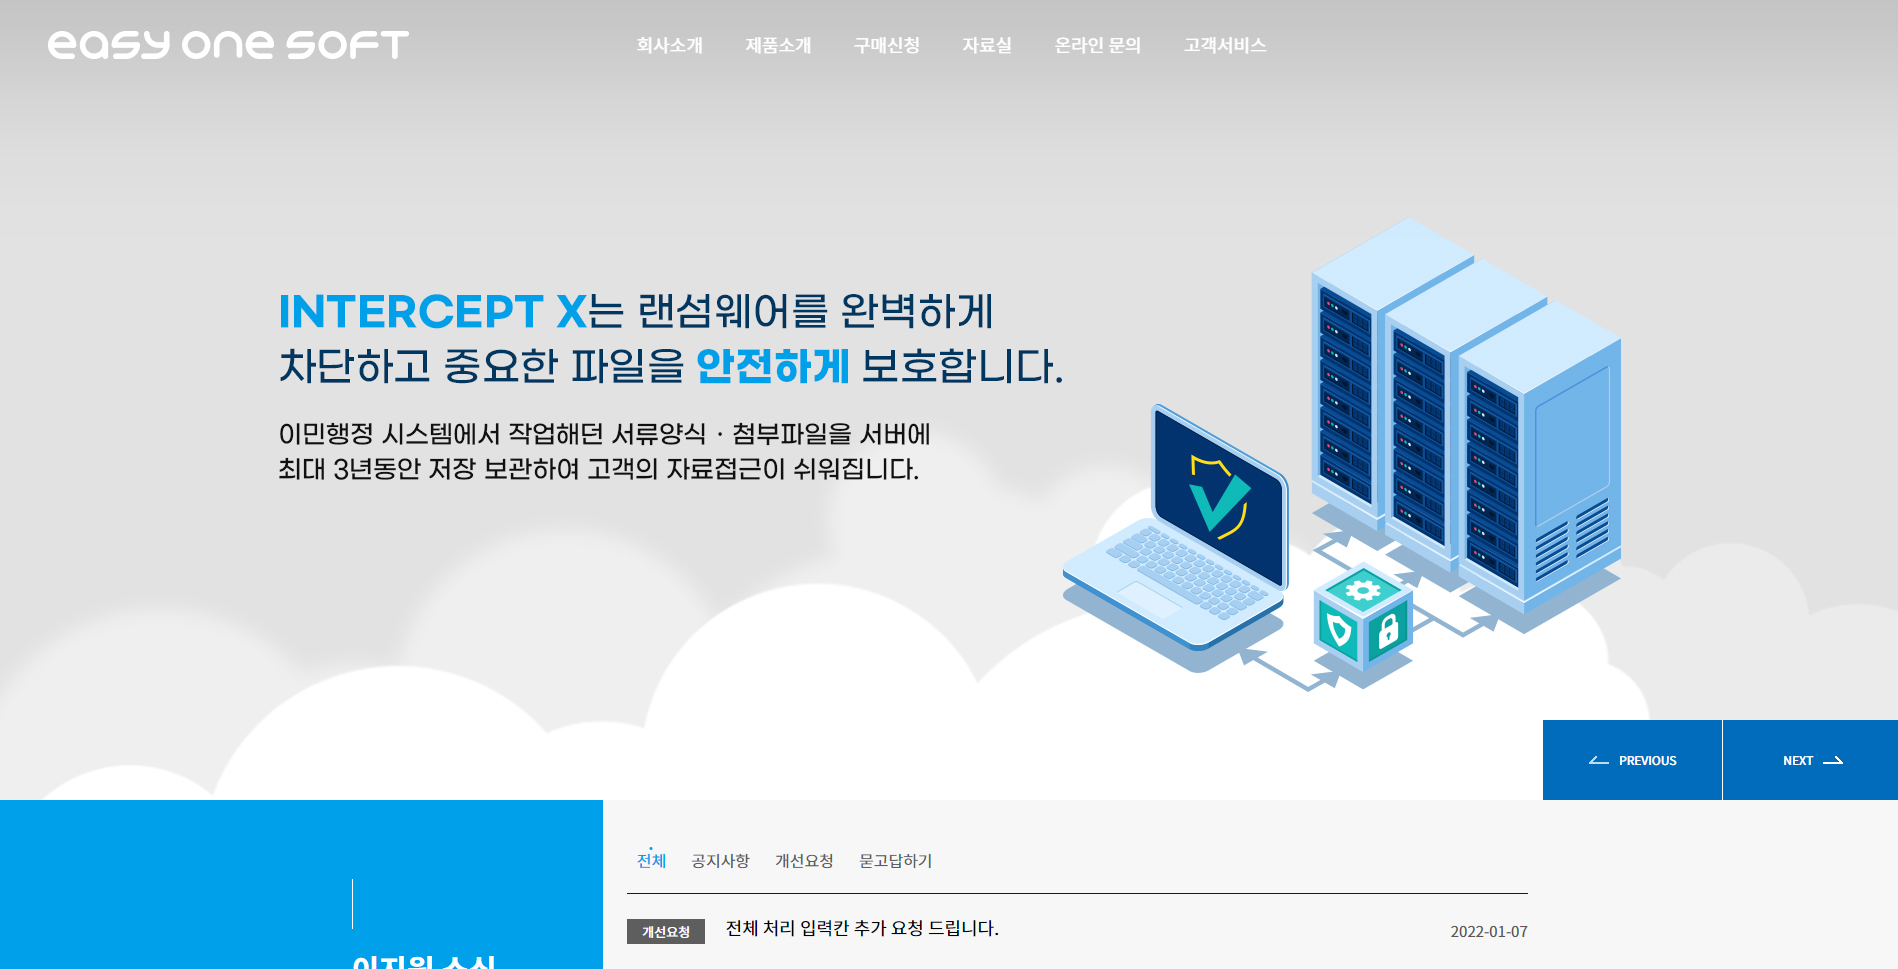 easy one soft
회사소개 제품소개 구매신청 자료실 온라인 문의 고객서비스
INTERCEPT X는 랜섬웨어를 완벽하게
차단하고 중요한 파일을 안전하게 보호합니다.
이민행정 시스템에서 작업해던 서류양식 · 첨부파일을 서버에
최대 3년동안 저장 보관하여 고객의 자료접근이 쉬워집니다.
PREVIOUS NEXT
전체 공지사항 개선요청 묻고답하기
개선요청 전체 처리 입력칸 추가 요청 드립니다. 2022-01-07
이지원 소식